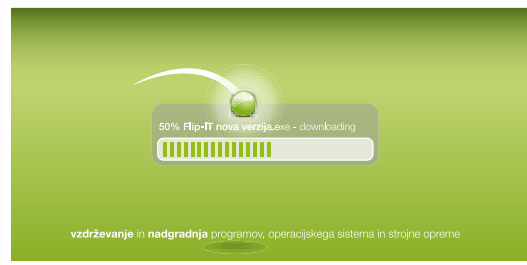 50% Flip-IT nova verzija.exe - downloading
vzdrževanje in nadgradnja programov, operacijskega sistema in strojne opreme